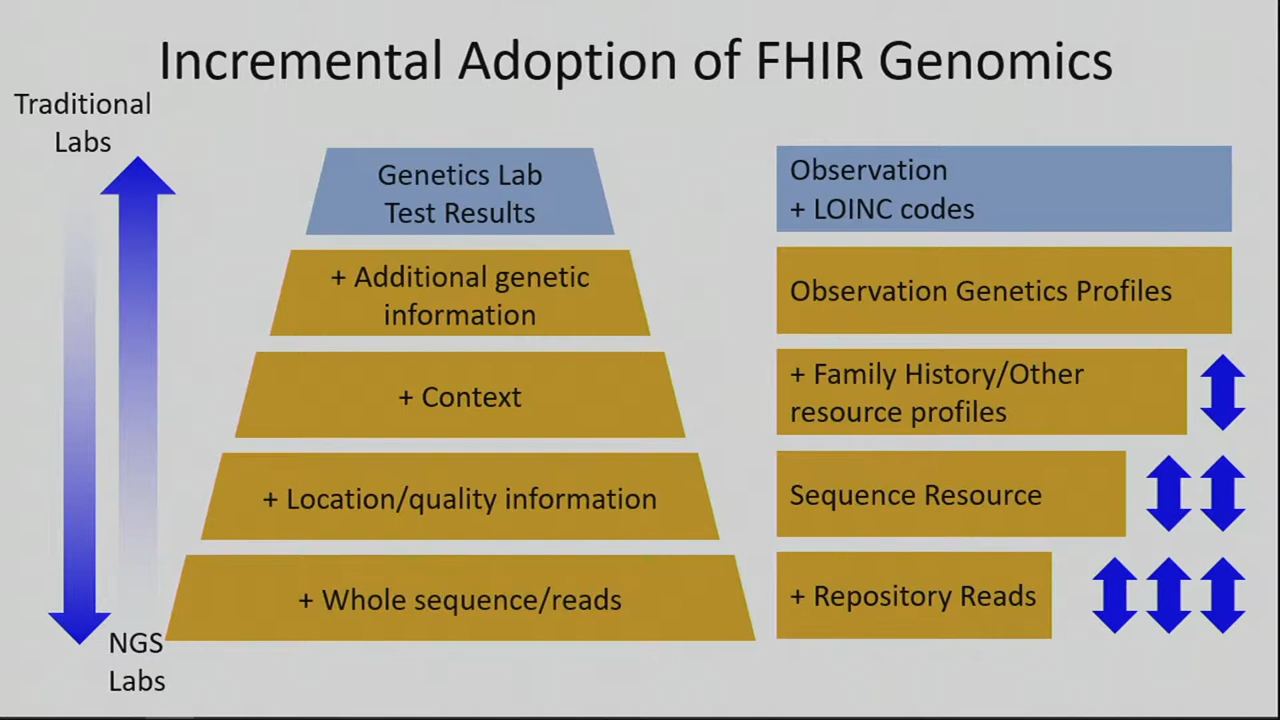 Incremental Adoption of FHIR Genomics
Traditional
Labs
Genetics Lab
Test Results
Observation
+ LOINC codes
+ Additional genetic
information
Observation Genetics Profiles
+ Context
+ Family History/Other
resource profiles
+ Location/quality information
Sequence Resource
+ Whole sequence/reads
+ Repository Reads
NGS
Labs